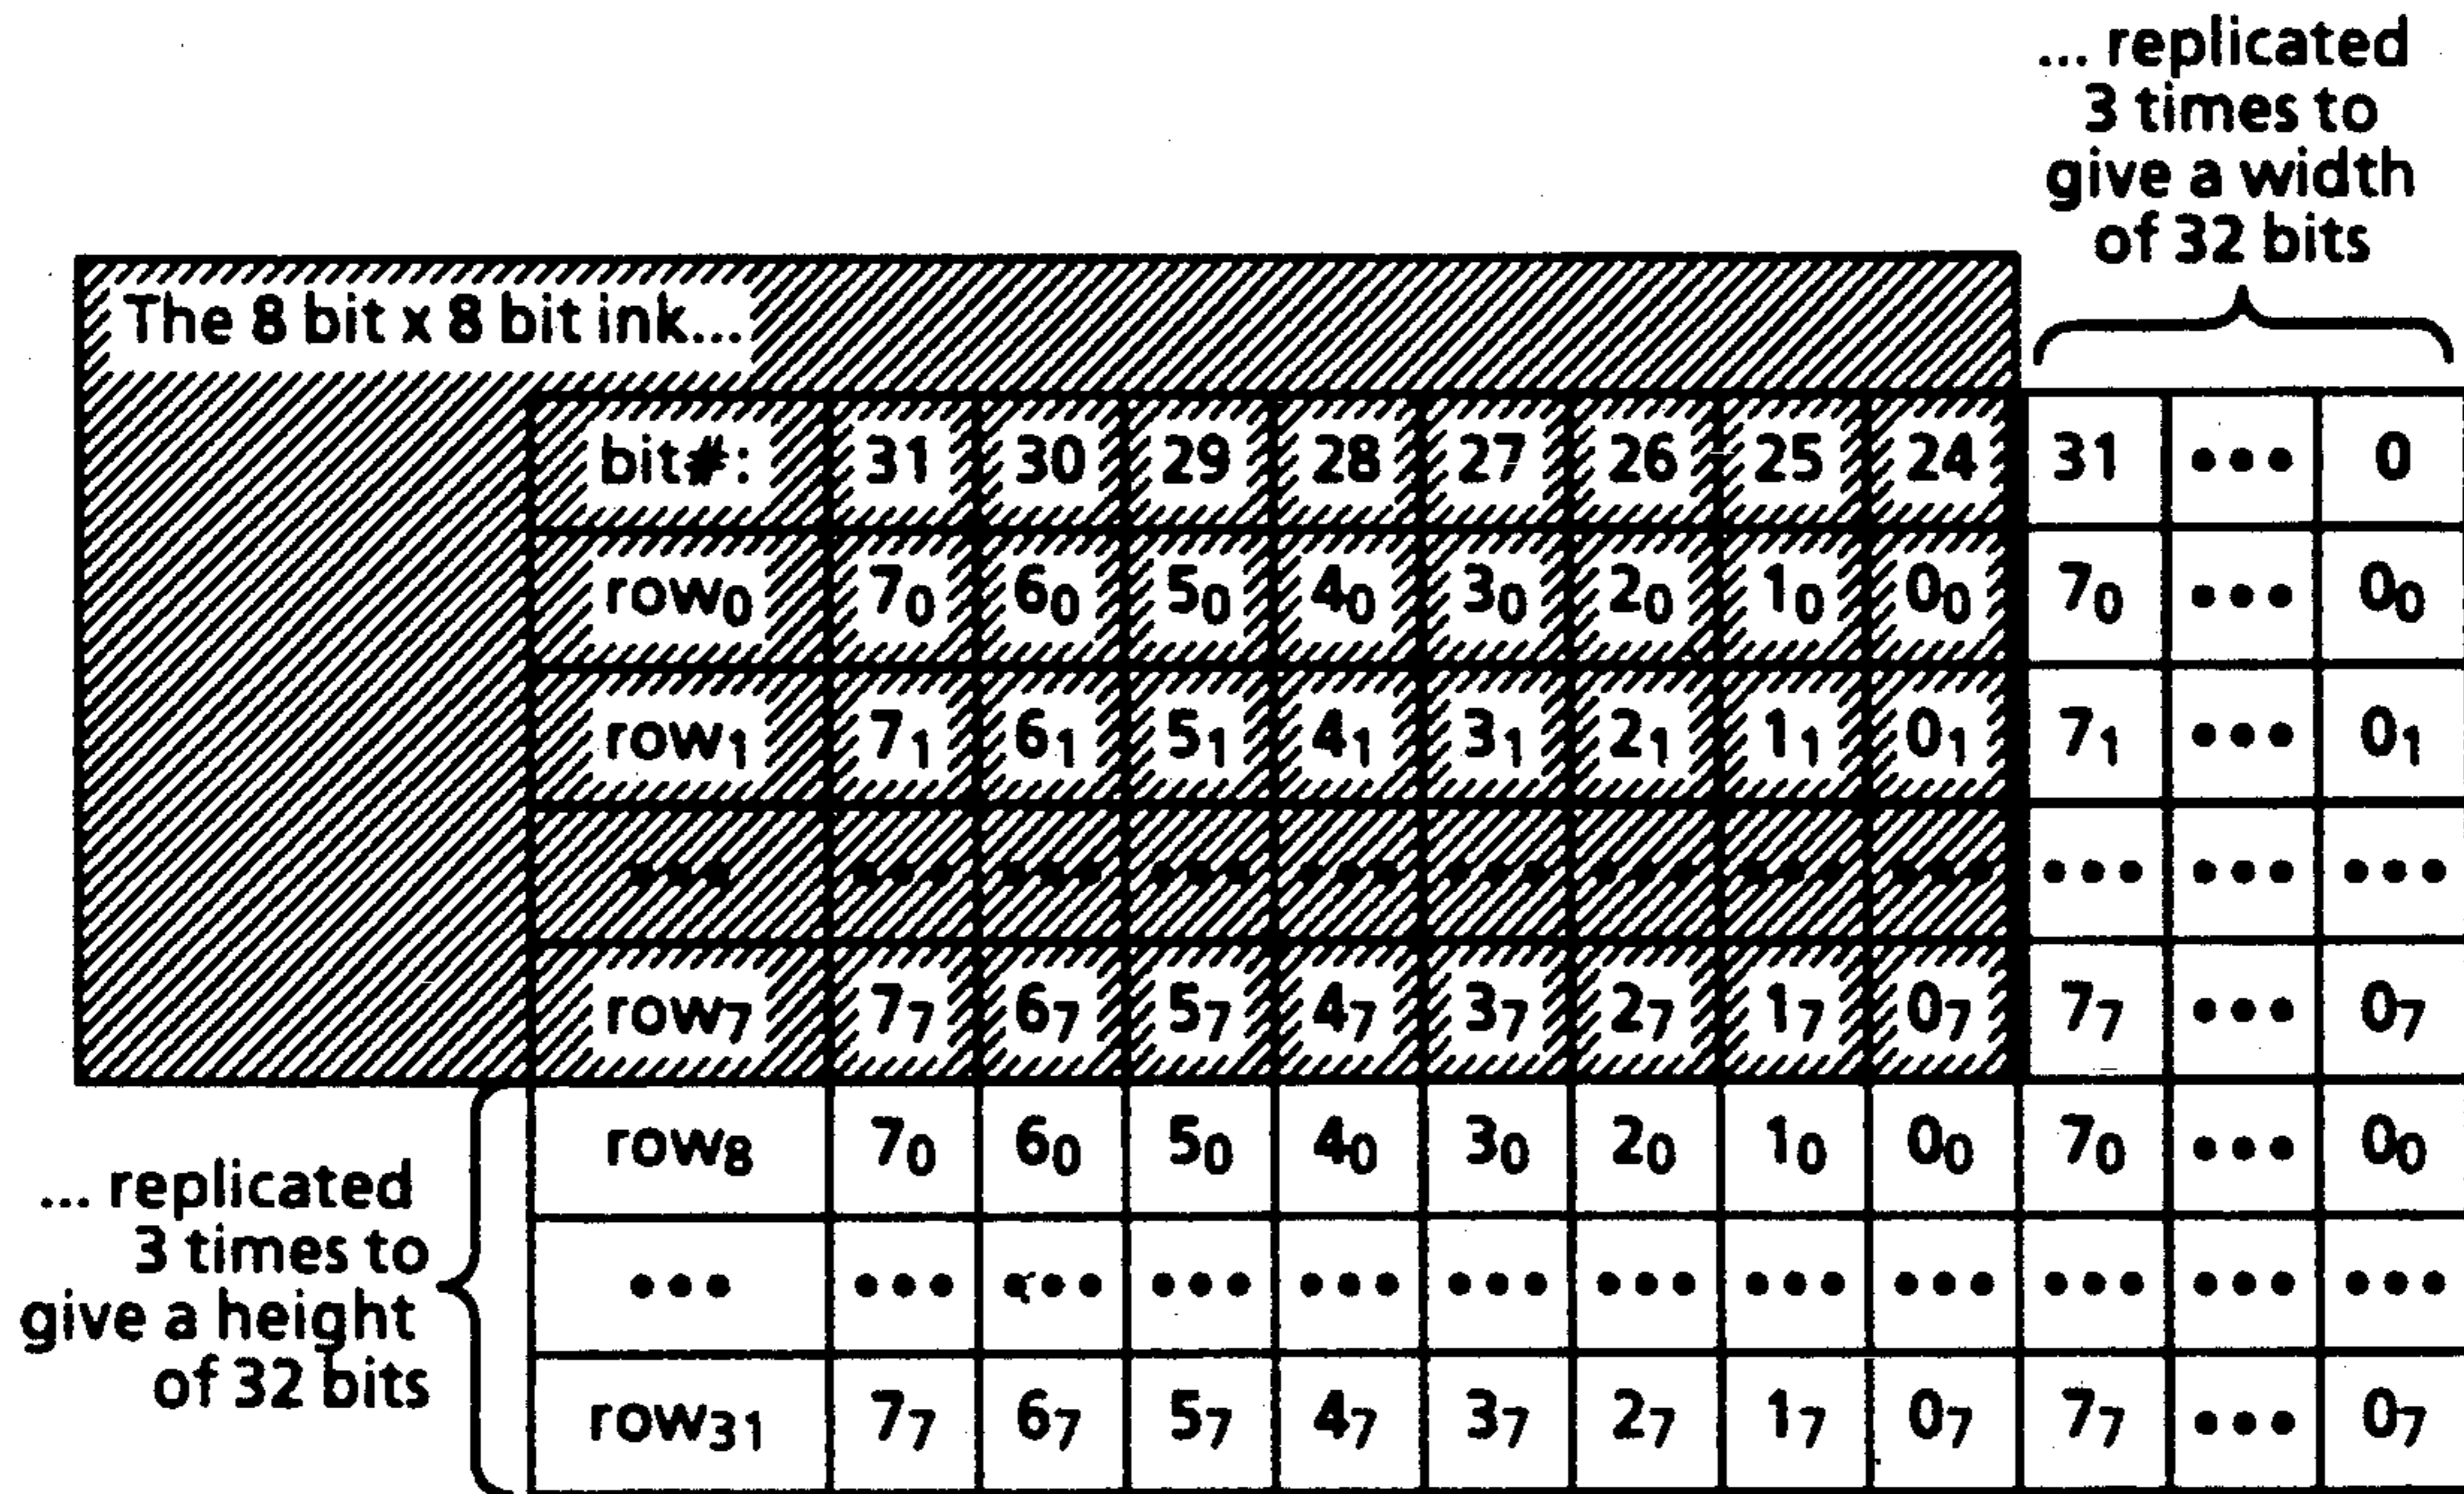 ... replicated
3 times to
give a width
of 32 bits
The 8 bit x 8 bit ink...
bit#: 31 30 29 28 27 26 25 24 31 ●●● 0
row₀ 7₀ 6₀ 5₀ 4₀ 3₀ 2₀ 1₀ 0₀ 7₀ ●●● 0₀
row₁ 7₁ 6₁ 5₁ 4₁ 3₁ 2₁ 1₁ 0₁ 7₁ ●●● 0₁
●●● ●●● ●●● ●●● ●●● ●●● ●●● ●●● ●●● ●●● ●●● ●●●
row₇ 7₇ 6₇ 5₇ 4₇ 3₇ 2₇ 1₇ 0₇ 7₇ ●●● 0₇
row₈ 7₀ 6₀ 5₀ 4₀ 3₀ 2₀ 1₀ 0₀ 7₀ ●●● 0₀
●●● ●●● ●●● ●●● ●●● ●●● ●●● ●●● ●●● ●●● ●●● ●●●
row₃₁ 7₇ 6₇ 5₇ 4₇ 3₇ 2₇ 1₇ 0₇ 7₇ ●●● 0₇
... replicated
3 times to
give a height
of 32 bits